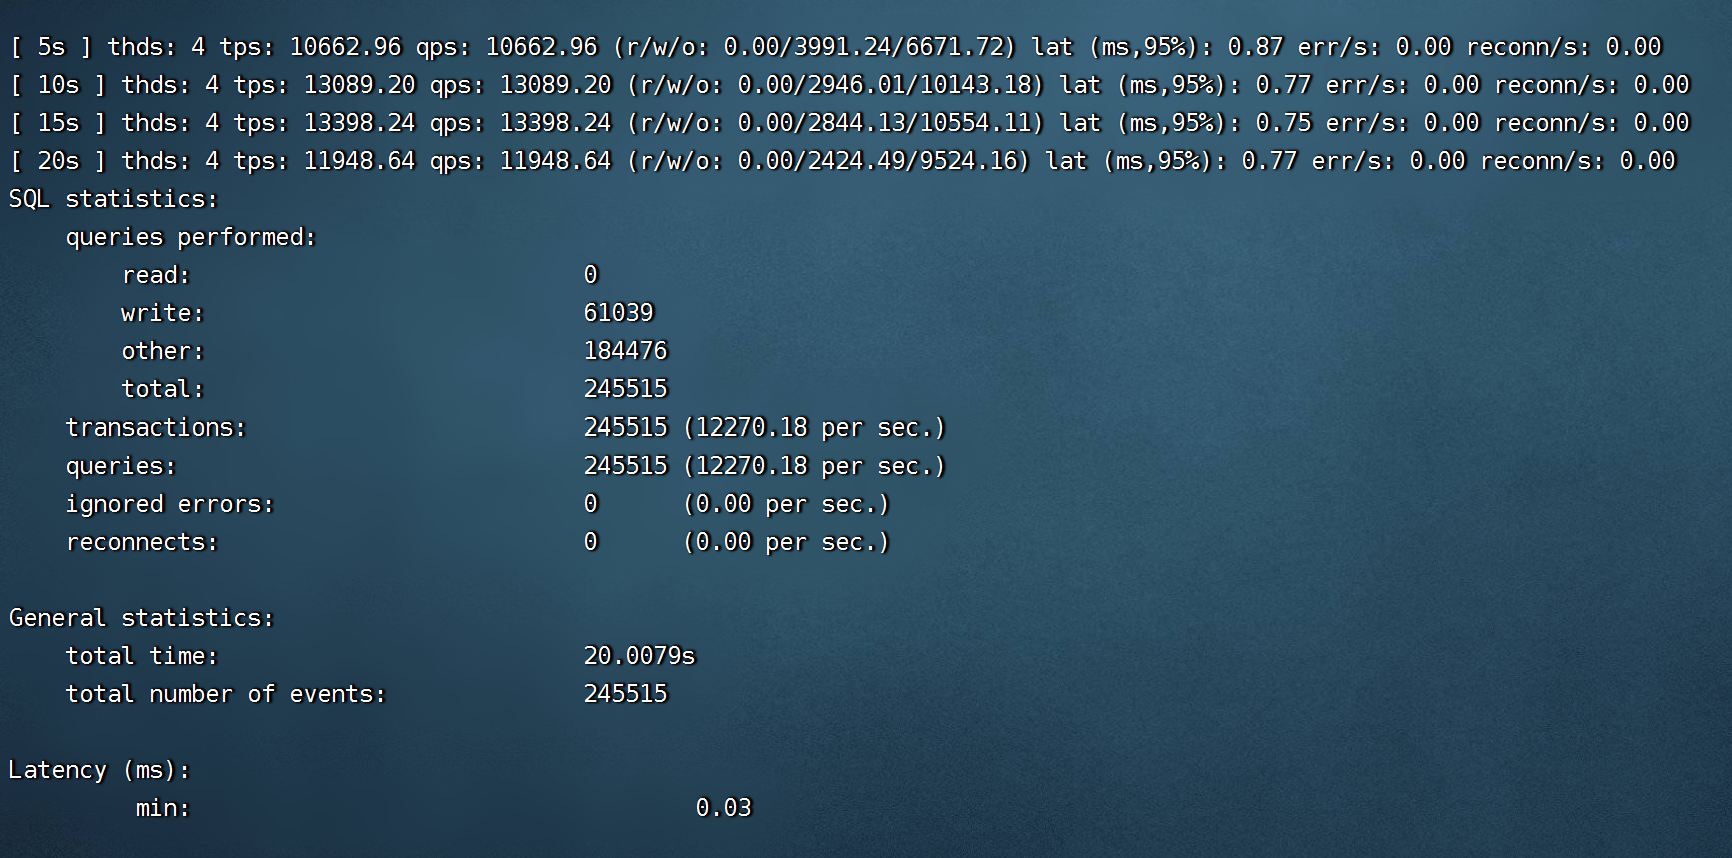 [ 5s ] thds: 4 tps: 10662.96 qps: 10662.96 (r/w/o: 0.00/3991.24/6671.72) lat (ms,95%): 0.87 err/s: 0.00 reconn/s: 0.00
[ 10s ] thds: 4 tps: 13089.20 qps: 13089.20 (r/w/o: 0.00/2946.01/10143.18) lat (ms,95%): 0.77 err/s: 0.00 reconn/s: 0.00
[ 15s ] thds: 4 tps: 13398.24 qps: 13398.24 (r/w/o: 0.00/2844.13/10554.11) lat (ms,95%): 0.75 err/s: 0.00 reconn/s: 0.00
[ 20s ] thds: 4 tps: 11948.64 qps: 11948.64 (r/w/o: 0.00/2424.49/9524.16) lat (ms,95%): 0.77 err/s: 0.00 reconn/s: 0.00
SQL statistics:
    queries performed:
        read:                            0
        write:                           61039
        other:                           184476
        total:                           245515
    transactions:                        245515 (12270.18 per sec.)
    queries:                             245515 (12270.18 per sec.)
    ignored errors:                      0      (0.00 per sec.)
    reconnects:                          0      (0.00 per sec.)

General statistics:
    total time:                          20.0079s
    total number of events:              245515

Latency (ms):
         min:                                    0.03